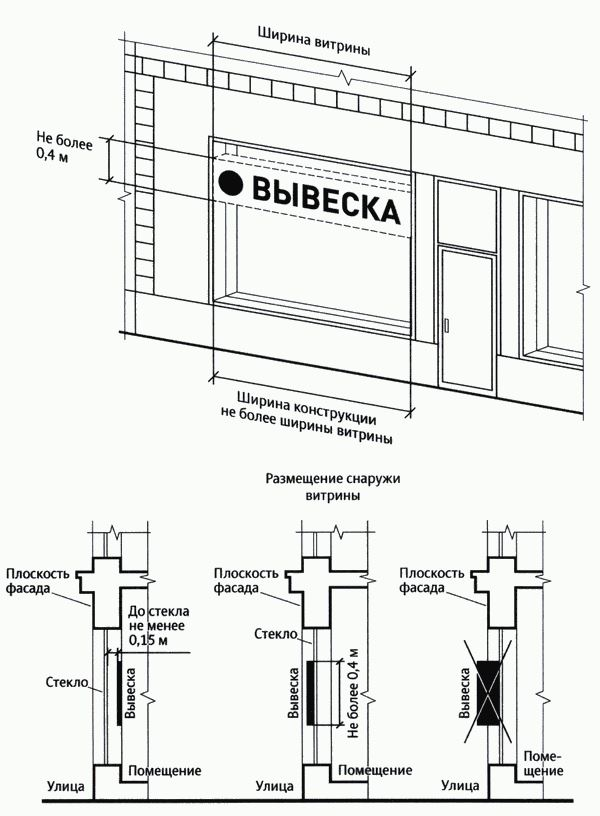 Ширина витрины
Не более
0,4 м
ВЫВЕСКА
Ширина конструкции
не более ширины витрины
Размещение снаружи
витрины
Плоскость
фасада
До стекла
не менее
0,15 м
Стекло
Вывеска
Улица
Помещение
Плоскость
фасада
Стекло
Вывеска
Не более 0,4 м
Улица
Помещение
Плоскость
фасада
Вывеска
Улица
Поме-
щение